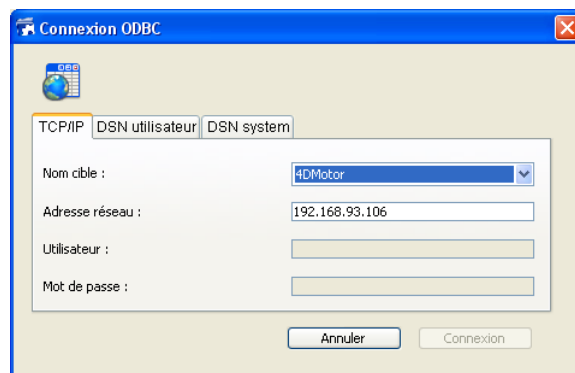 Connexion ODBC
TCP/IP DSN utilisateur DSN system
Nom cible : 4DMotor
Adresse réseau : 192.168.93.106
Utilisateur :
Mot de passe :
Annuler Connexion